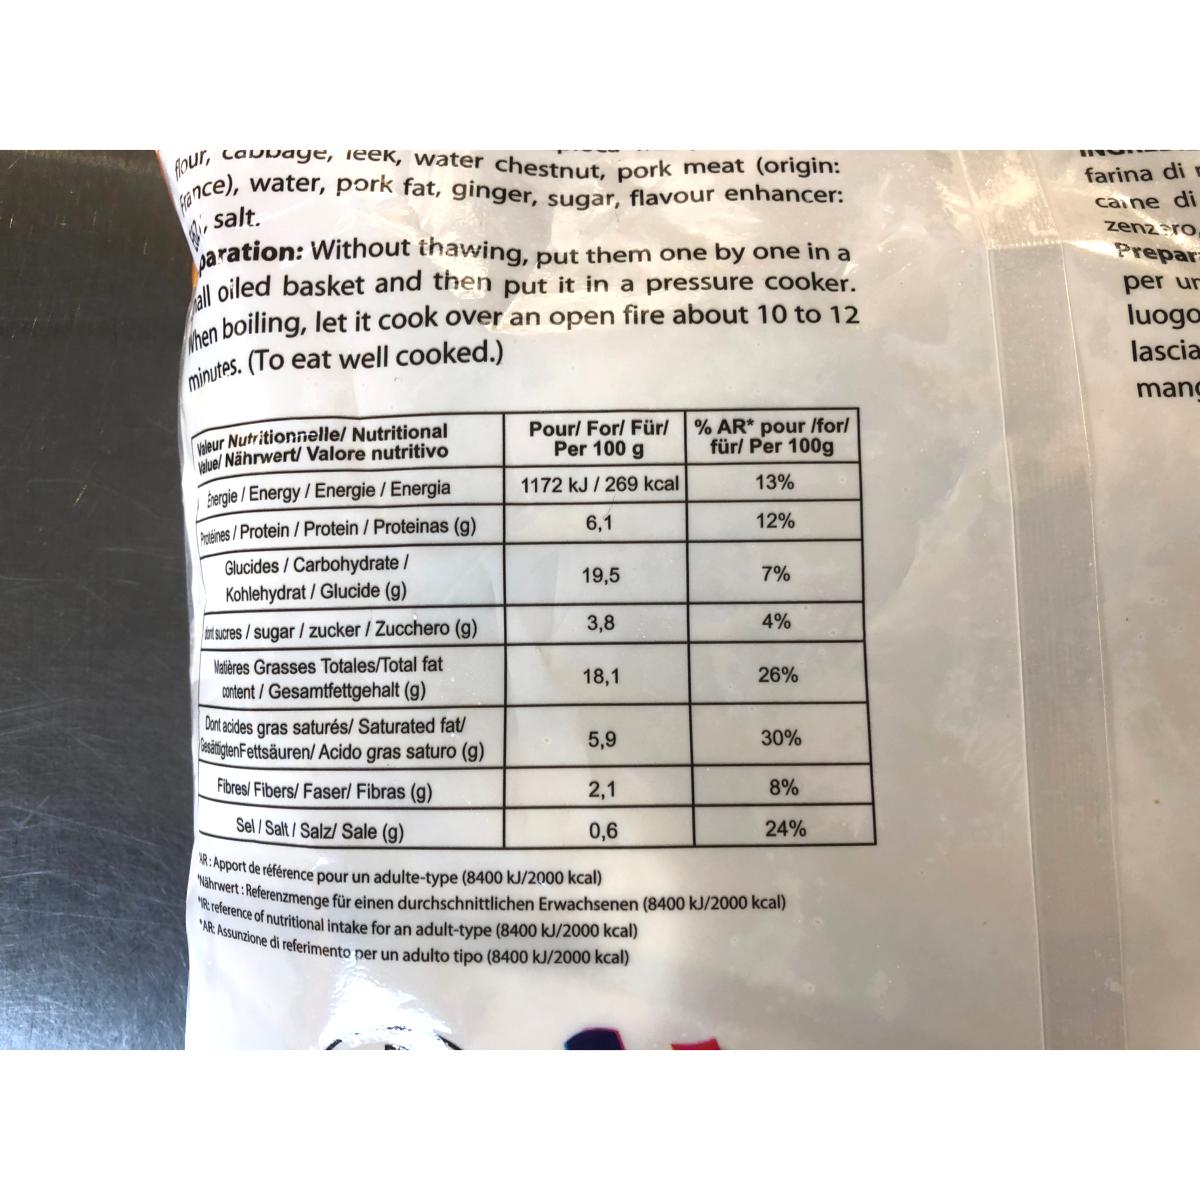 flour, cabbage, leek, water chestnut, pork meat (origin:
France), water, pork fat, ginger, sugar, flavour enhancer:
, salt.
paration: Without thawing, put them one by one in a
all oiled basket and then put it in a pressure cooker.
When boiling, let it cook over an open fire about 10 to 12
minutes. (To eat well cooked.)
Valeur Nutritionnelle/ Nutritional
Value/ Nährwert/ Valore nutritivo
Pour/ For/ Für/
Per 100 g
% AR* pour /for/
für/ Per 100g
Énergie / Energy / Energie / Energia
1172 kJ / 269 kcal
13%
Protéines / Protein / Protein / Proteinas (g)
6,1
12%
Glucides / Carbohydrate /
Kohlehydrat / Glucide (g)
19,5
7%
dont sucres / sugar / zucker / Zucchero (g)
3,8
4%
Matières Grasses Totales/Total fat
content / Gesamtfettgehalt (g)
18,1
26%
Dont acides gras saturés/ Saturated fat/
GesättigtenFettsäuren/ Acido gras saturo (g)
5,9
30%
Fibres/ Fibers/ Faser/ Fibras (g)
2,1
8%
Sel / Salt / Salz/ Sale (g)
0,6
24%
*AR : Apport de référence pour un adulte-type (8400 kJ/2000 kcal)
*Nährwert : Referenzmenge für einen durchschnittlichen Erwachsenen (8400 kJ/2000 kcal)
*IR: reference of nutritional intake for an adult-type (8400 kJ/2000 kcal)
*AR: Assunzione di riferimento per un adulto tipo (8400 kJ/2000 kcal)
farina di
carne di
zenzero,
Prepar
per un
luogo
lascia
mang